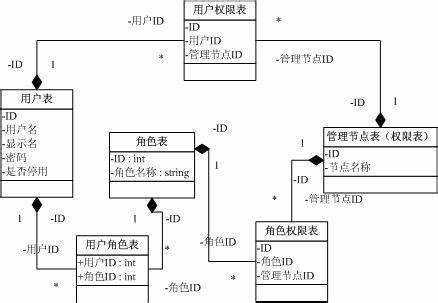 用户权限表
-ID
-用户ID
-管理节点ID
-用户ID
*
*
-管理节点ID
-ID
1
-ID
1
用户表
-ID
-用户名
-显示名
-密码
-是否停用
角色表
-ID : int
-角色名称 : string
-ID
1
管理节点表（权限表）
-ID
-节点名称
1
-ID
*
-管理节点ID
1
-ID
1
-ID
-用户ID
*
用户角色表
+用户ID : int
+角色ID : int
*
-角色ID
-角色ID
*
角色权限表
-ID
-角色ID
-管理节点ID